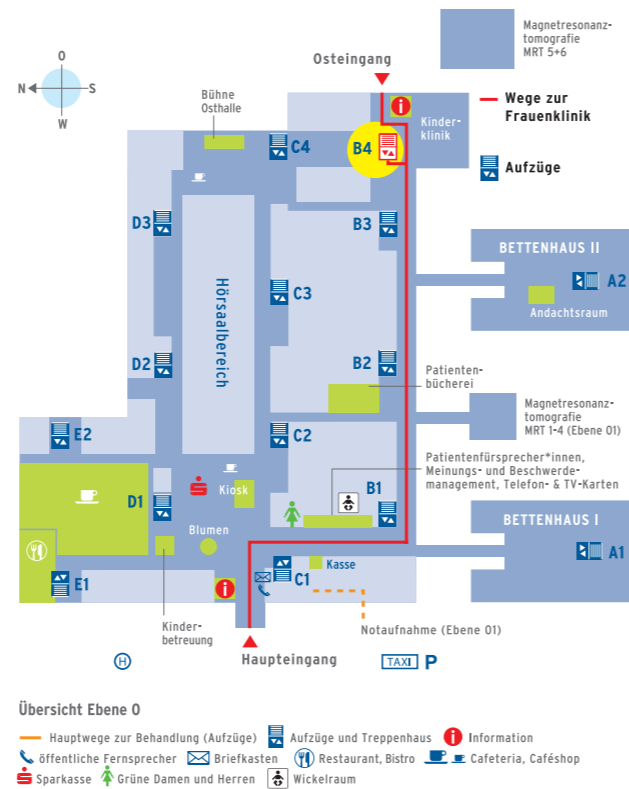 Magnetresonanz-
tomografie
MRT 5+6
O
N
S
W
Osteingang
Wege zur
Frauenklinik
Bühne
Osthalle
Kinder-
klinik
C4
B4
Aufzüge
D3
B3
BETTENHAUS II
A2
Andachtsraum
Hörsaalbereich
C3
D2
B2
Patienten-
bücherei
Magnetresonanz-
tomografie
MRT 1-4 (Ebene 01)
E2
C2
Patientenfürsprecher*innen,
Meinungs- und Beschwerde-
management, Telefon- & TV-Karten
Kiosk
D1
B1
Blumen
BETTENHAUS I
A1
Kasse
E1
C1
Kinder-
betreuung
Notaufnahme (Ebene 01)
H
Haupteingang
TAXI P
Übersicht Ebene 0
Hauptwege zur Behandlung (Aufzüge) Aufzüge und Treppenhaus i Information
öffentliche Fernsprecher Briefkasten Restaurant, Bistro Cafeteria, Caféshop
Sparkasse Grüne Damen und Herren Wickelraum